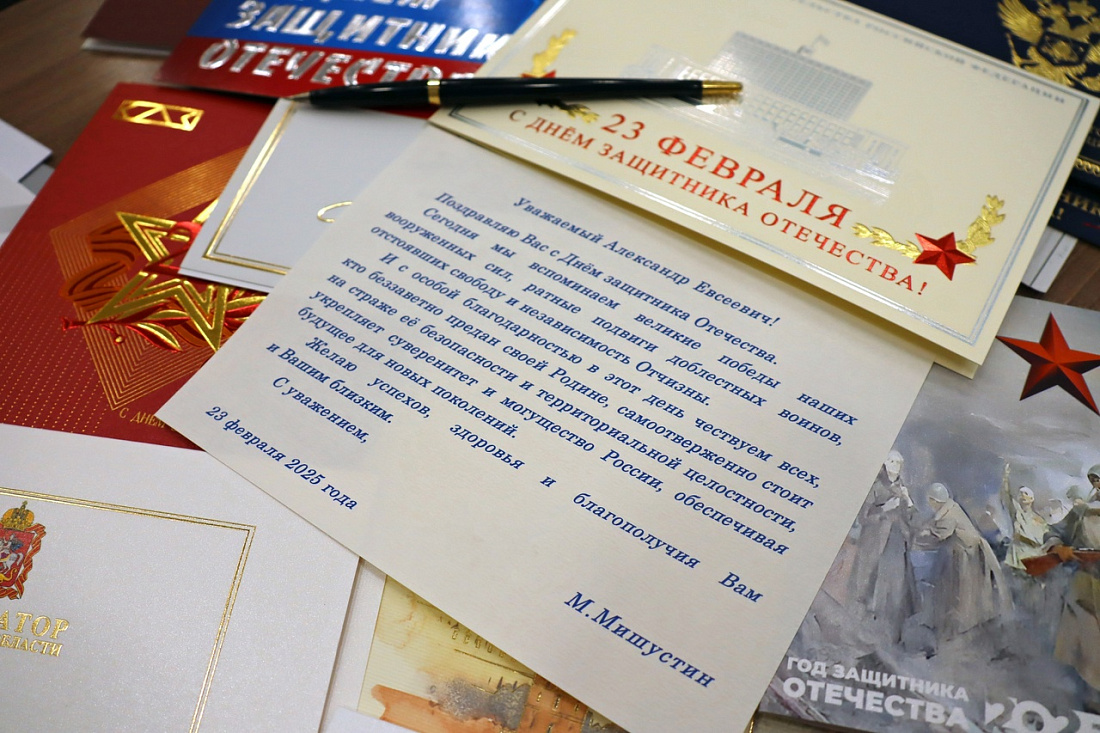 ЗАЩИТНИК
ОТЕЧЕСТВА
23 ФЕВРАЛЯ
С ДНЁМ ЗАЩИТНИКА ОТЕЧЕСТВА!
Уважаемый Александр Евсеевич!
Поздравляю Вас с Днём защитника Отечества.
Сегодня мы вспоминаем великие победы наших
вооруженных сил, ратные подвиги доблестных воинов,
отстоявших свободу и независимость Отчизны.
И с особой благодарностью в этот день чествуем всех,
кто беззаветно предан своей Родине, самоотверженно стоит
на страже её безопасности и территориальной целостности,
укрепляет суверенитет и могущество России, обеспечивая
будущее для новых поколений.
Желаю успехов, здоровья и благополучия Вам
и Вашим близким.
С уважением,
23 февраля 2025 года
М.Мишустин
ГОД ЗАЩИТНИКА
ОТЕЧЕСТВА 2025